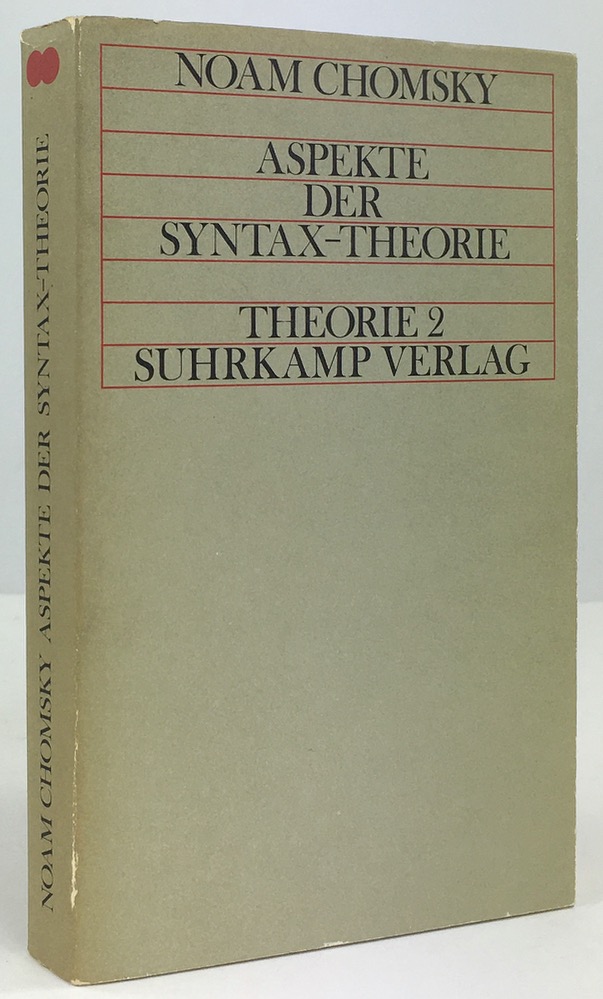 NOAM CHOMSKY
ASPEKTE
DER
SYNTAX-THEORIE
THEORIE 2
SUHRKAMP VERLAG
NOAM CHOMSKY ASPEKTE DER SYNTAX-THEORIE